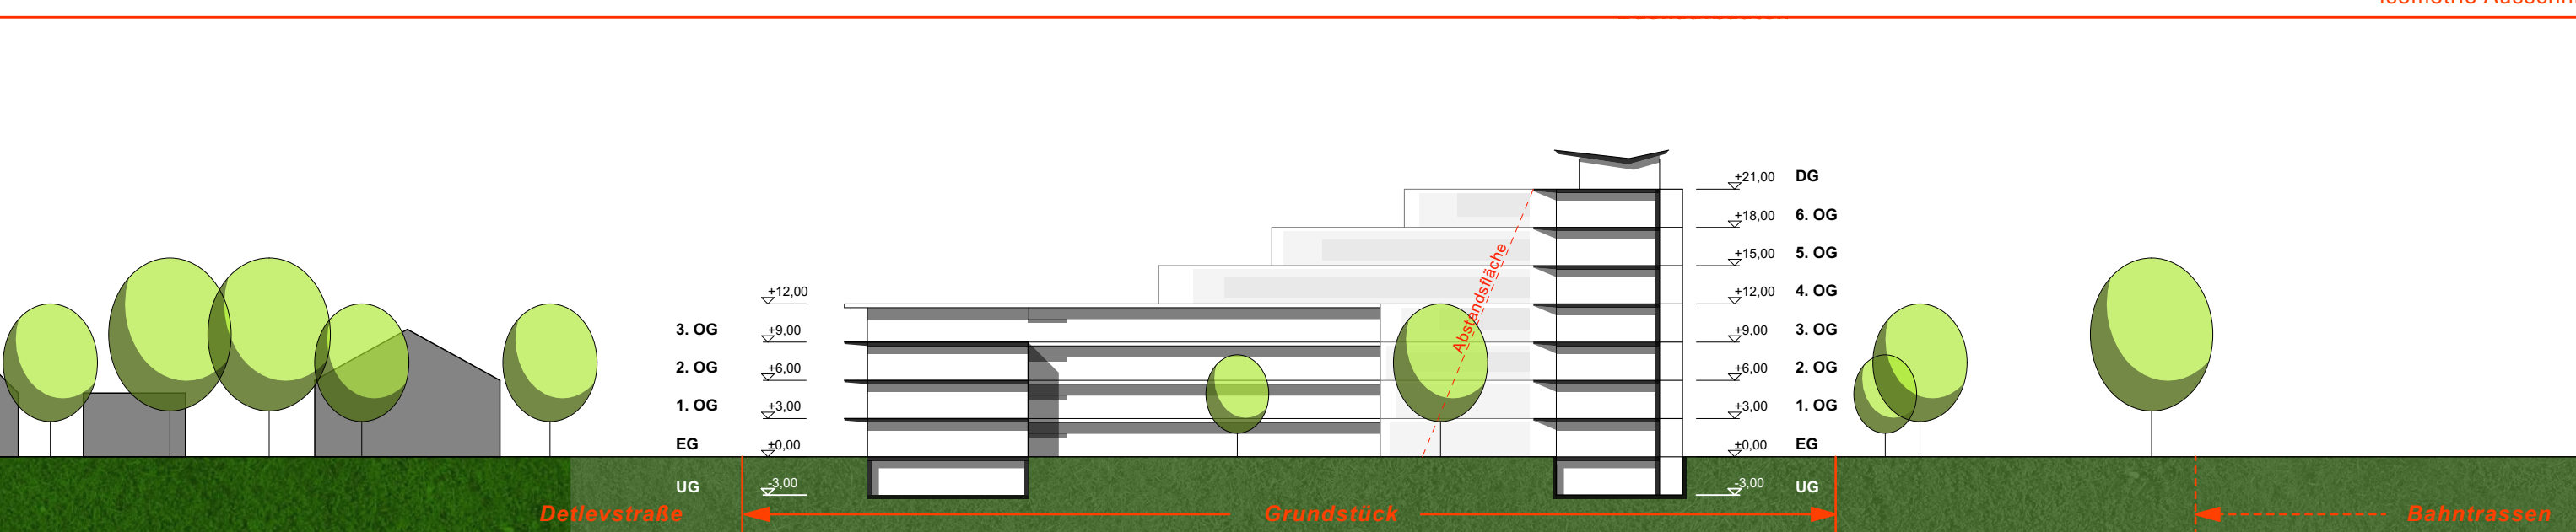 +21,00 DG
+18,00 6. OG
+15,00 5. OG
+12,00
+12,00 4. OG
3. OG +9,00
+9,00 3. OG
2. OG +6,00
+6,00 2. OG
1. OG +3,00
+3,00 1. OG
EG ±0,00
±0,00 EG
UG -3,00
-3,00 UG
Abstandsfläche
Detlevstraße
Grundstück
Bahntrassen